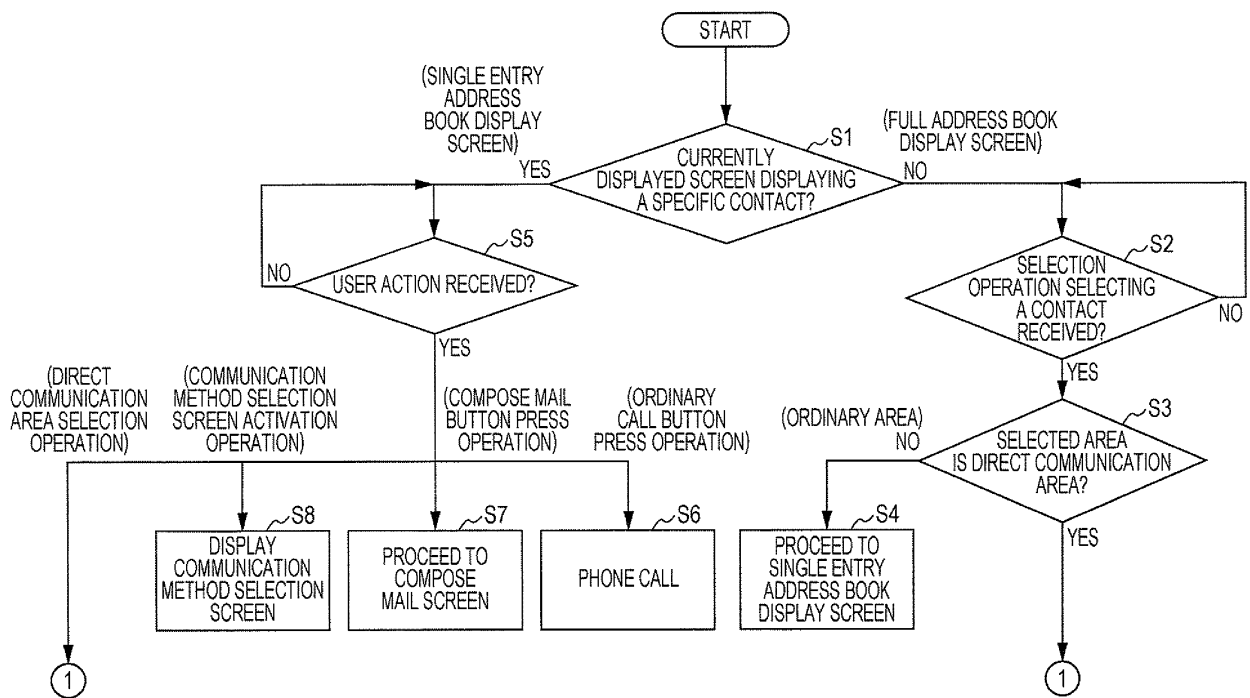 START
(SINGLE ENTRY
ADDRESS
BOOK DISPLAY
SCREEN)
YES
S1
CURRENTLY
DISPLAYED SCREEN DISPLAYING
A SPECIFIC CONTACT?
(FULL ADDRESS BOOK
DISPLAY SCREEN)
NO
S5
USER ACTION RECEIVED?
NO
YES
S2
SELECTION
OPERATION SELECTING
A CONTACT
RECEIVED?
NO
YES
(DIRECT
COMMUNICATION
AREA SELECTION
OPERATION)
(COMMUNICATION
METHOD SELECTION
SCREEN ACTIVATION
OPERATION)
(COMPOSE MAIL
BUTTON PRESS
OPERATION)
(ORDINARY
CALL BUTTON
PRESS OPERATION)
(ORDINARY AREA)
NO
S3
SELECTED AREA
IS DIRECT COMMUNICATION
AREA?
YES
S8
DISPLAY
COMMUNICATION
METHOD SELECTION
SCREEN
S7
PROCEED TO
COMPOSE
MAIL SCREEN
S6
PHONE CALL
S4
PROCEED TO
SINGLE ENTRY
ADDRESS BOOK
DISPLAY SCREEN
1
1